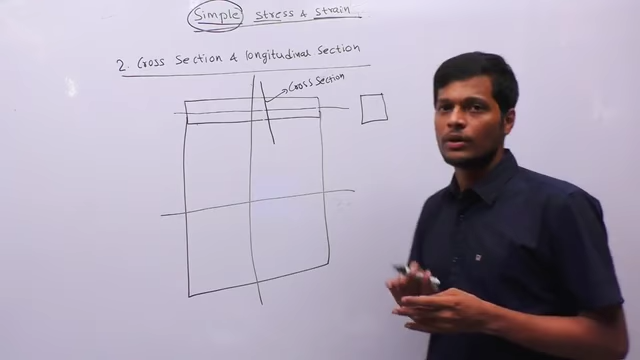 Simple stress & strain
2. Cross Section & longitudinal Section
Cross Section